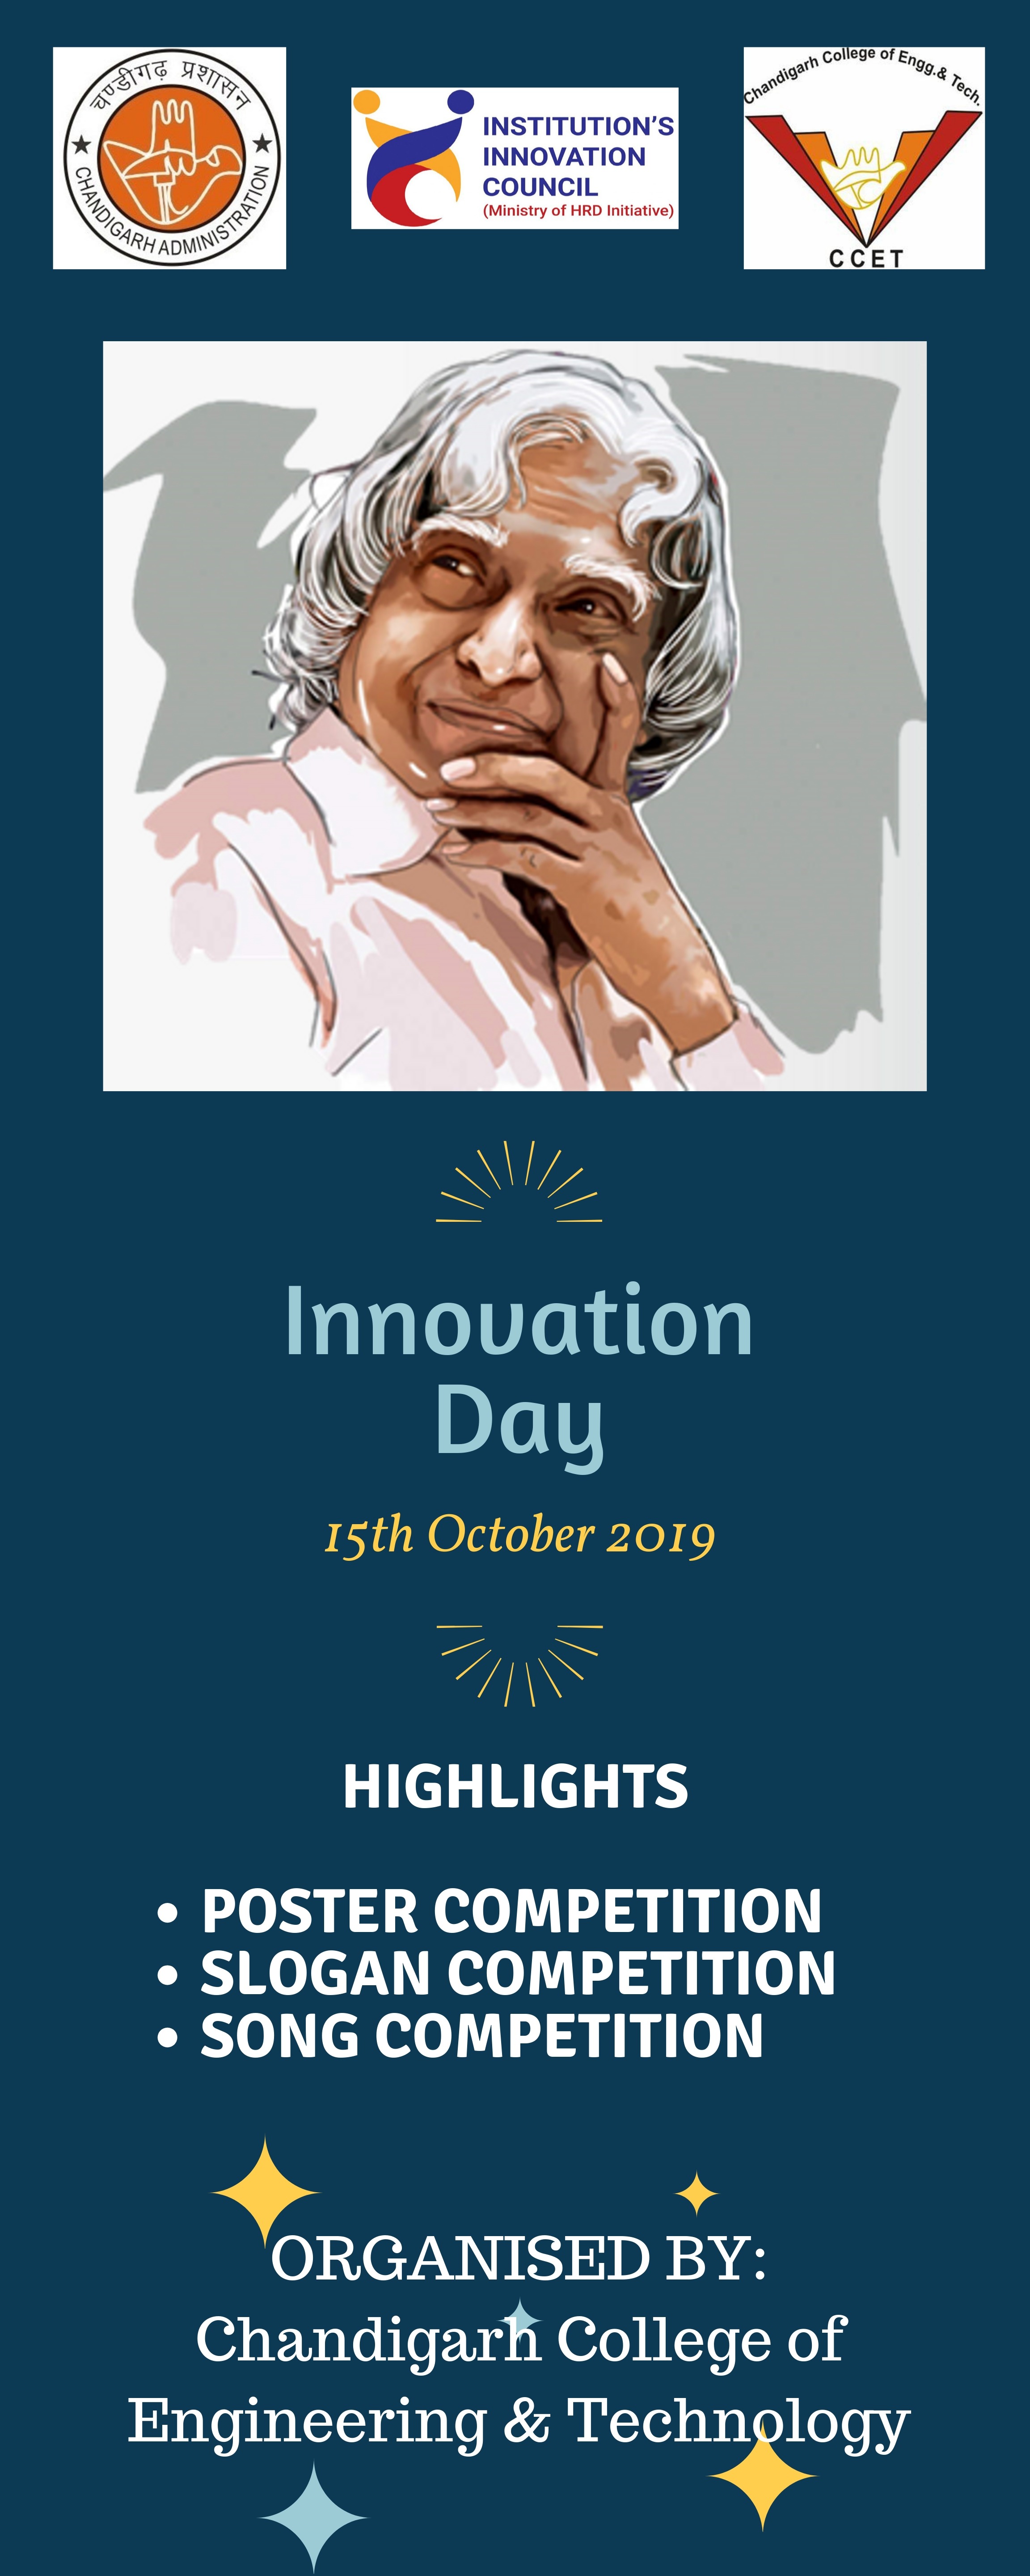 चण्डीगढ़ प्रशासन
CHANDIGARH ADMINISTRATION
INSTITUTION'S
INNOVATION
COUNCIL
(Ministry of HRD Initiative)
Chandigarh College of Engg.& Tech.
CCET
Innovation
Day
15th October 2019
HIGHLIGHTS
• POSTER COMPETITION
• SLOGAN COMPETITION
• SONG COMPETITION
ORGANISED BY:
Chandigarh College of
Engineering & Technology